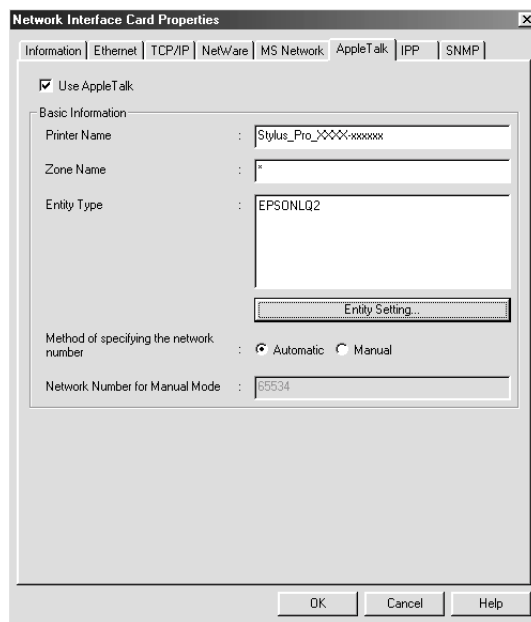 Network Interface Card Properties
Information Ethernet TCP/IP NetWare MS Network AppleTalk IPP SNMP
Use AppleTalk
Basic Information
Printer Name : Stylus_Pro_XXXX-xxxxxx
Zone Name : *
Entity Type : EPSONLQ2
Entity Setting...
Method of specifying the network
number : Automatic Manual
Network Number for Manual Mode : 65534
OK Cancel Help